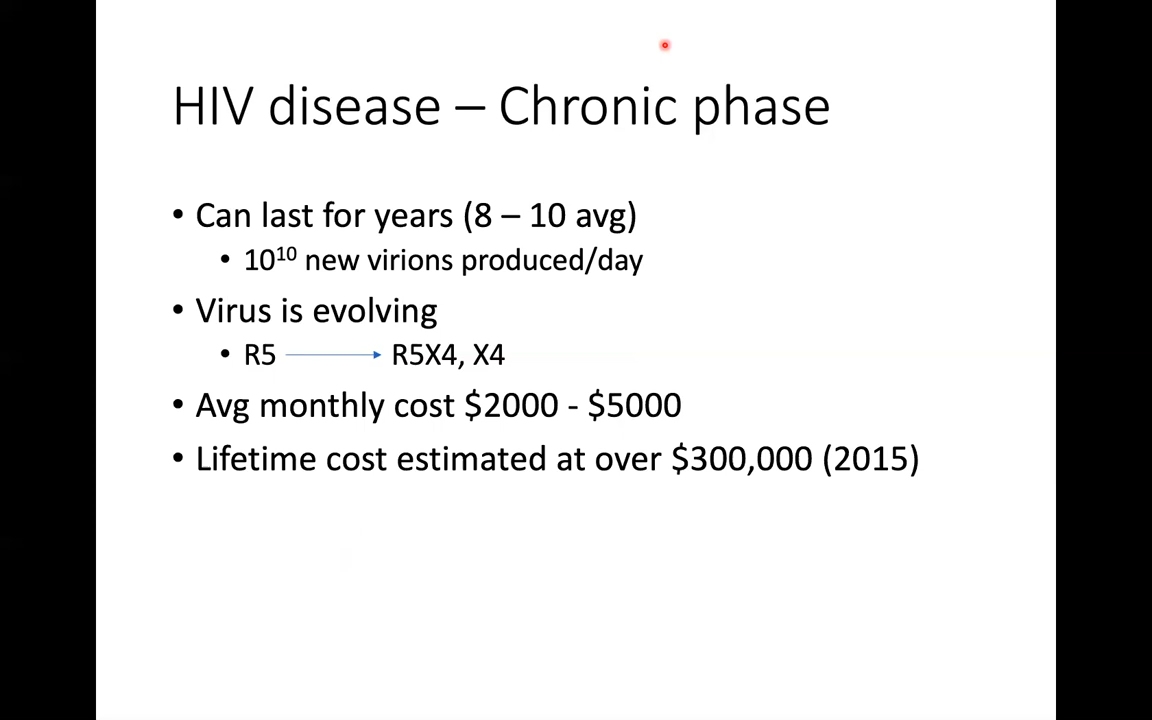 HIV disease – Chronic phase
• Can last for years (8 – 10 avg)
• 10¹⁰ new virions produced/day
• Virus is evolving
• R5 → R5X4, X4
• Avg monthly cost $2000 - $5000
• Lifetime cost estimated at over $300,000 (2015)